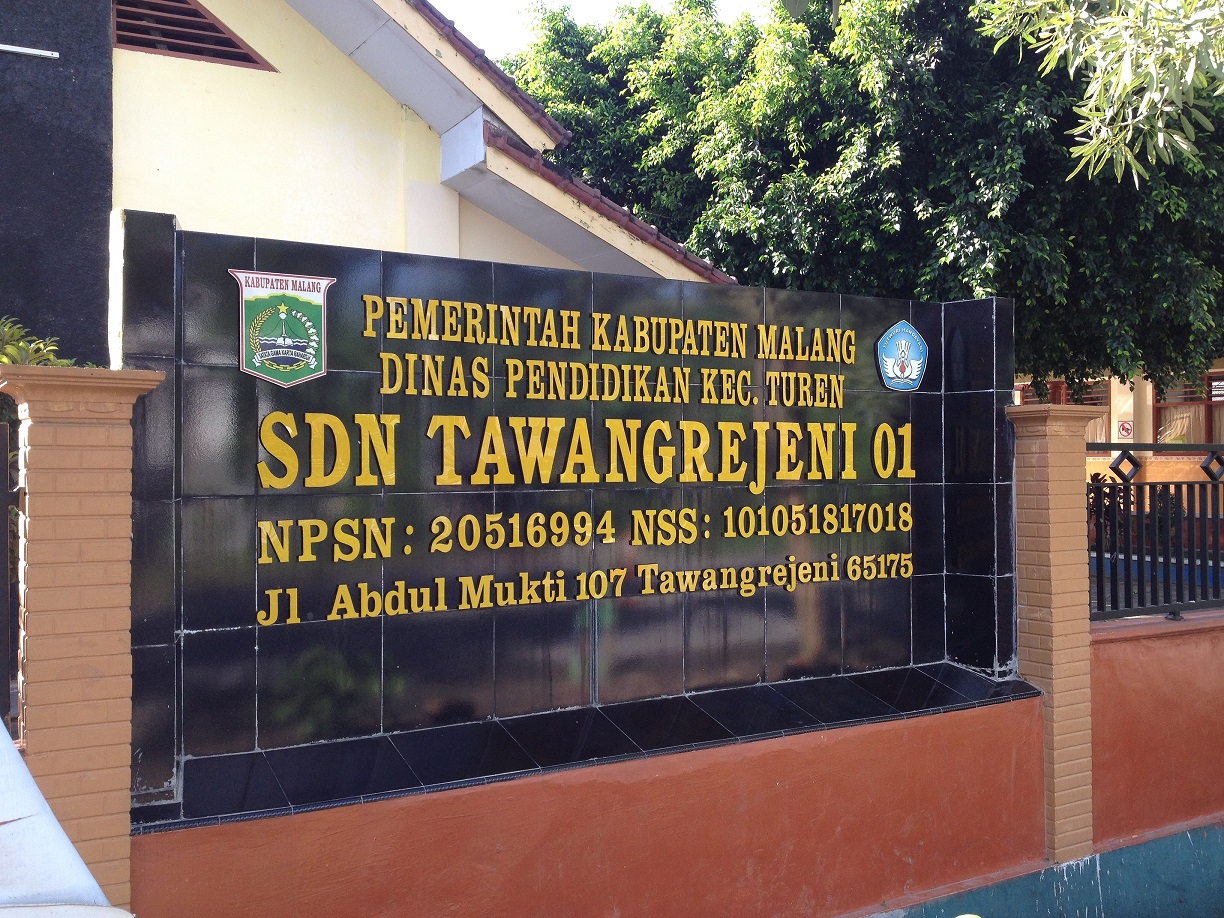 KABUPATEN MALANG
PEMERINTAH KABUPATEN MALANG
DINAS PENDIDIKAN KEC. TUREN
SDN TAWANGREJENI 01
NPSN : 20516994 NSS : 101051817018
Jl Abdul Mukti 107 Tawangrejeni 65175